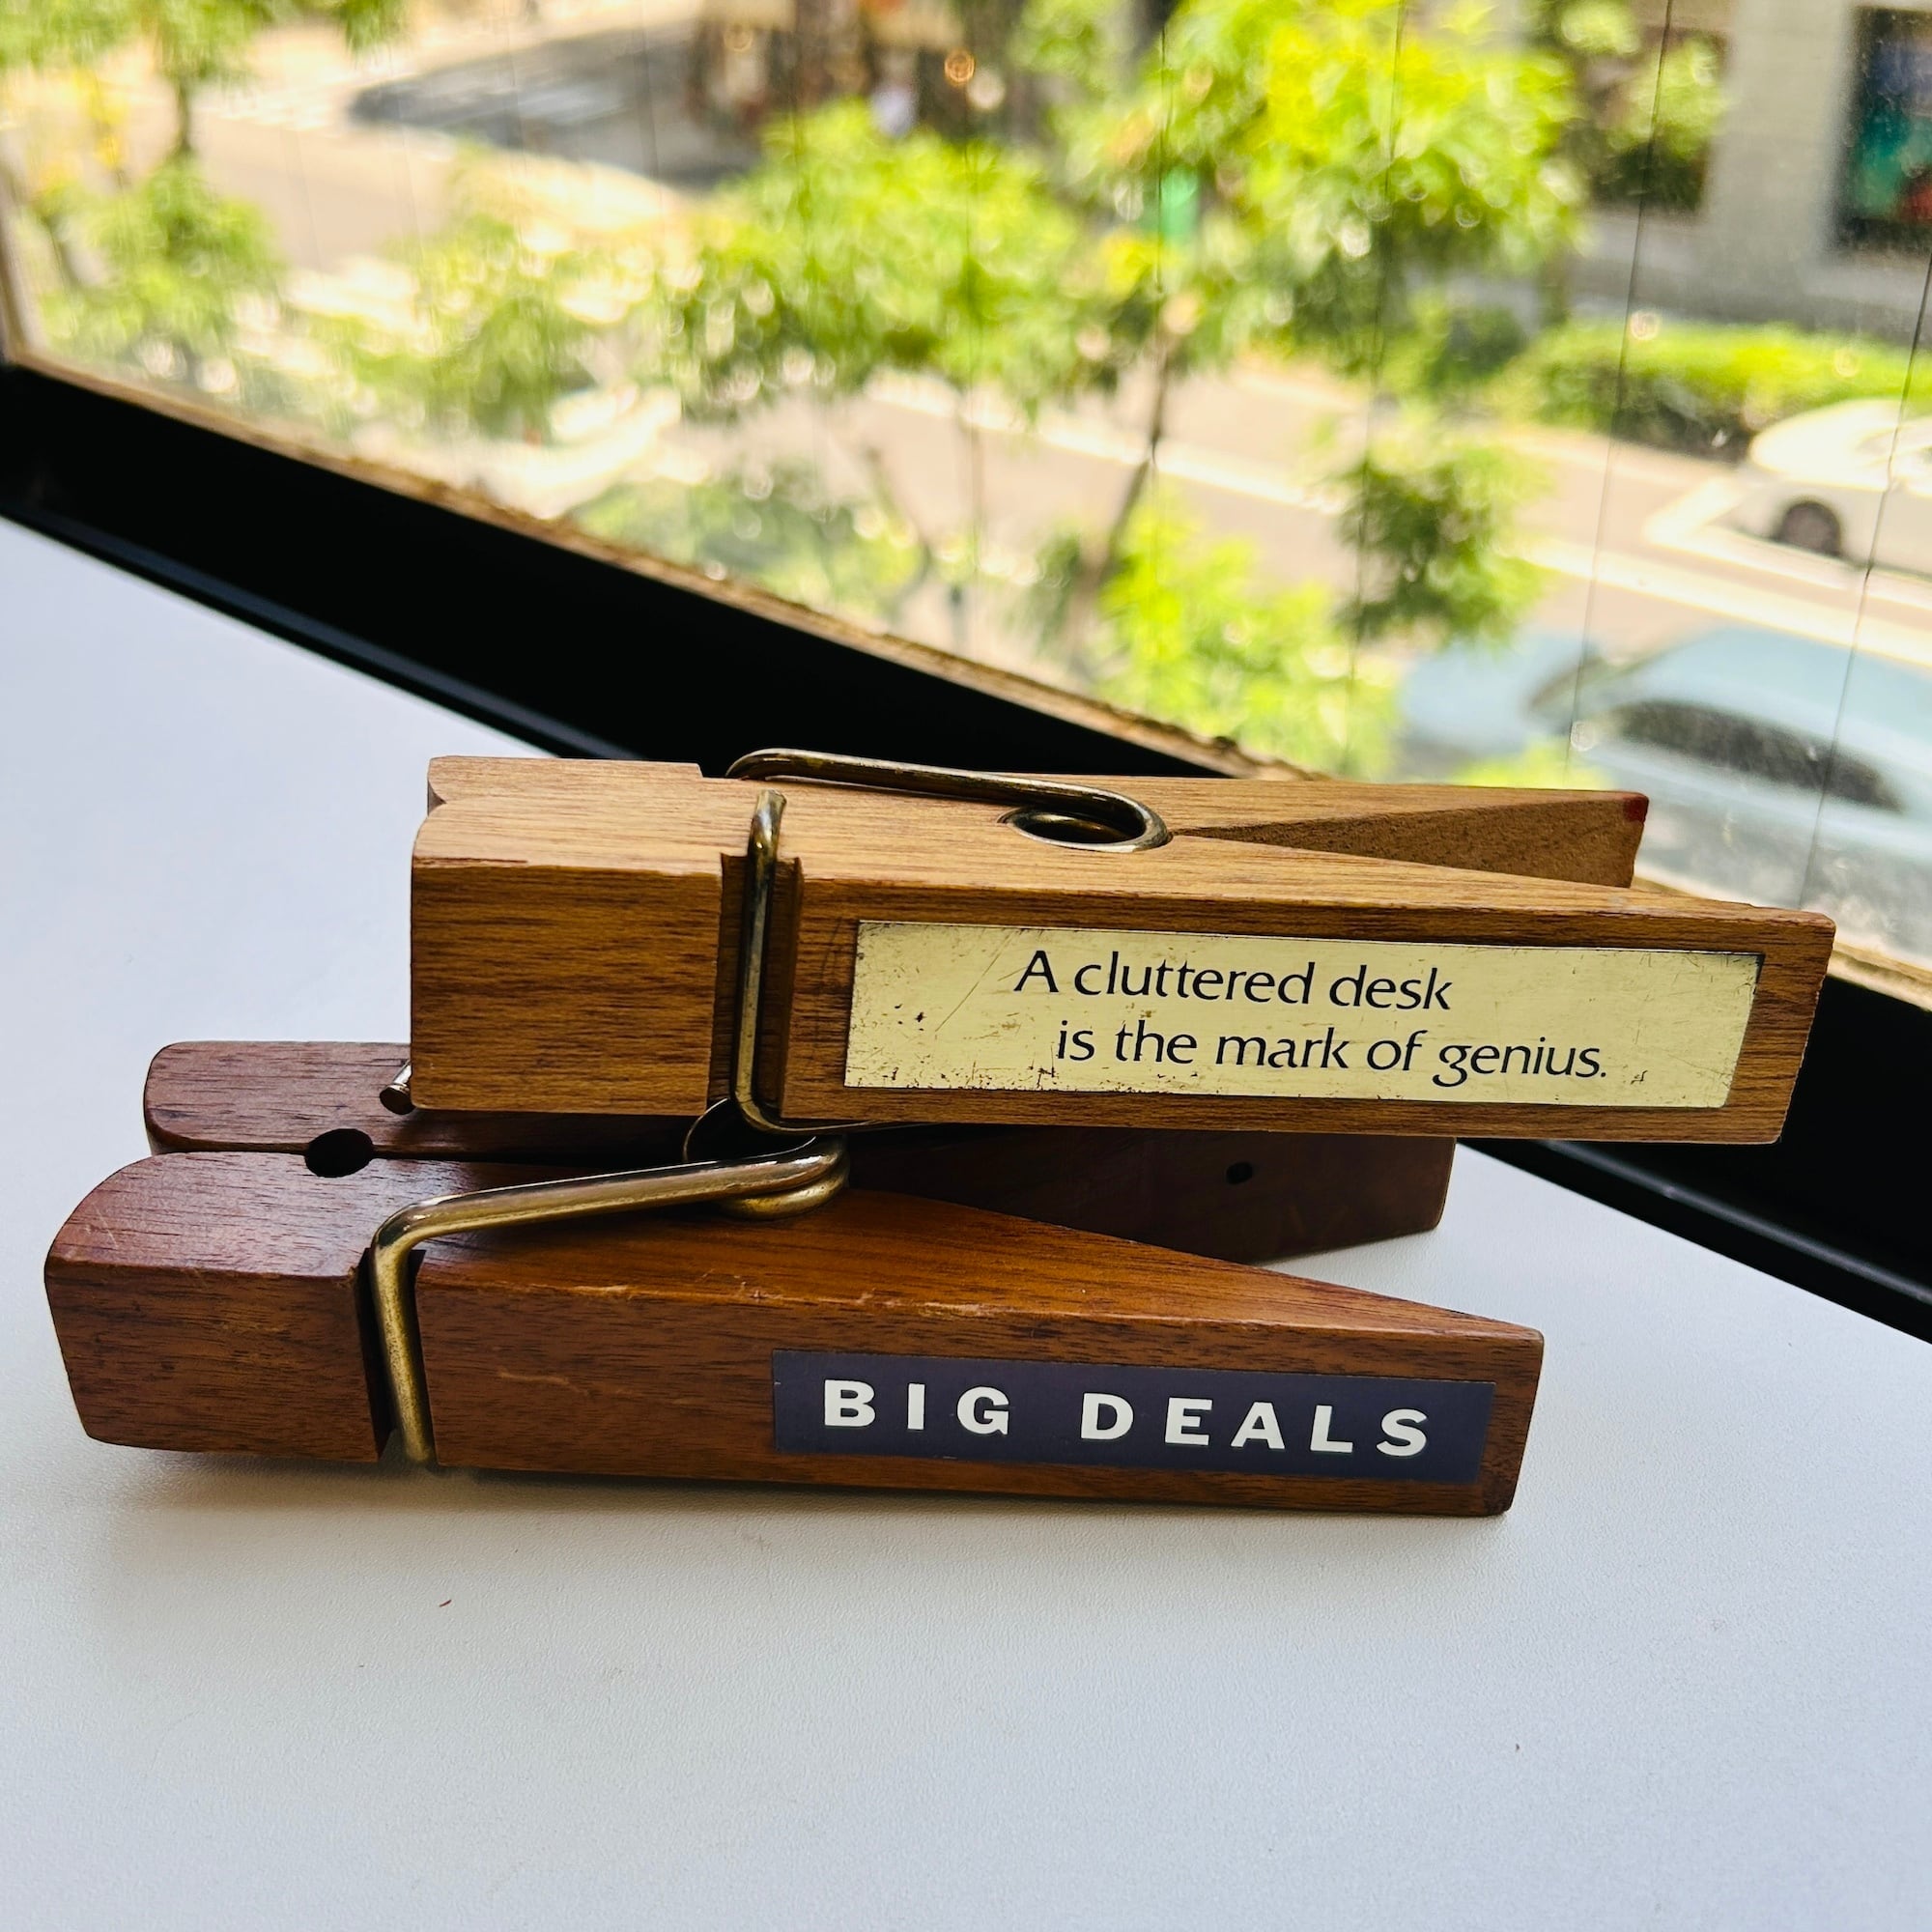 A cluttered desk
is the mark of genius.
BIG DEALS